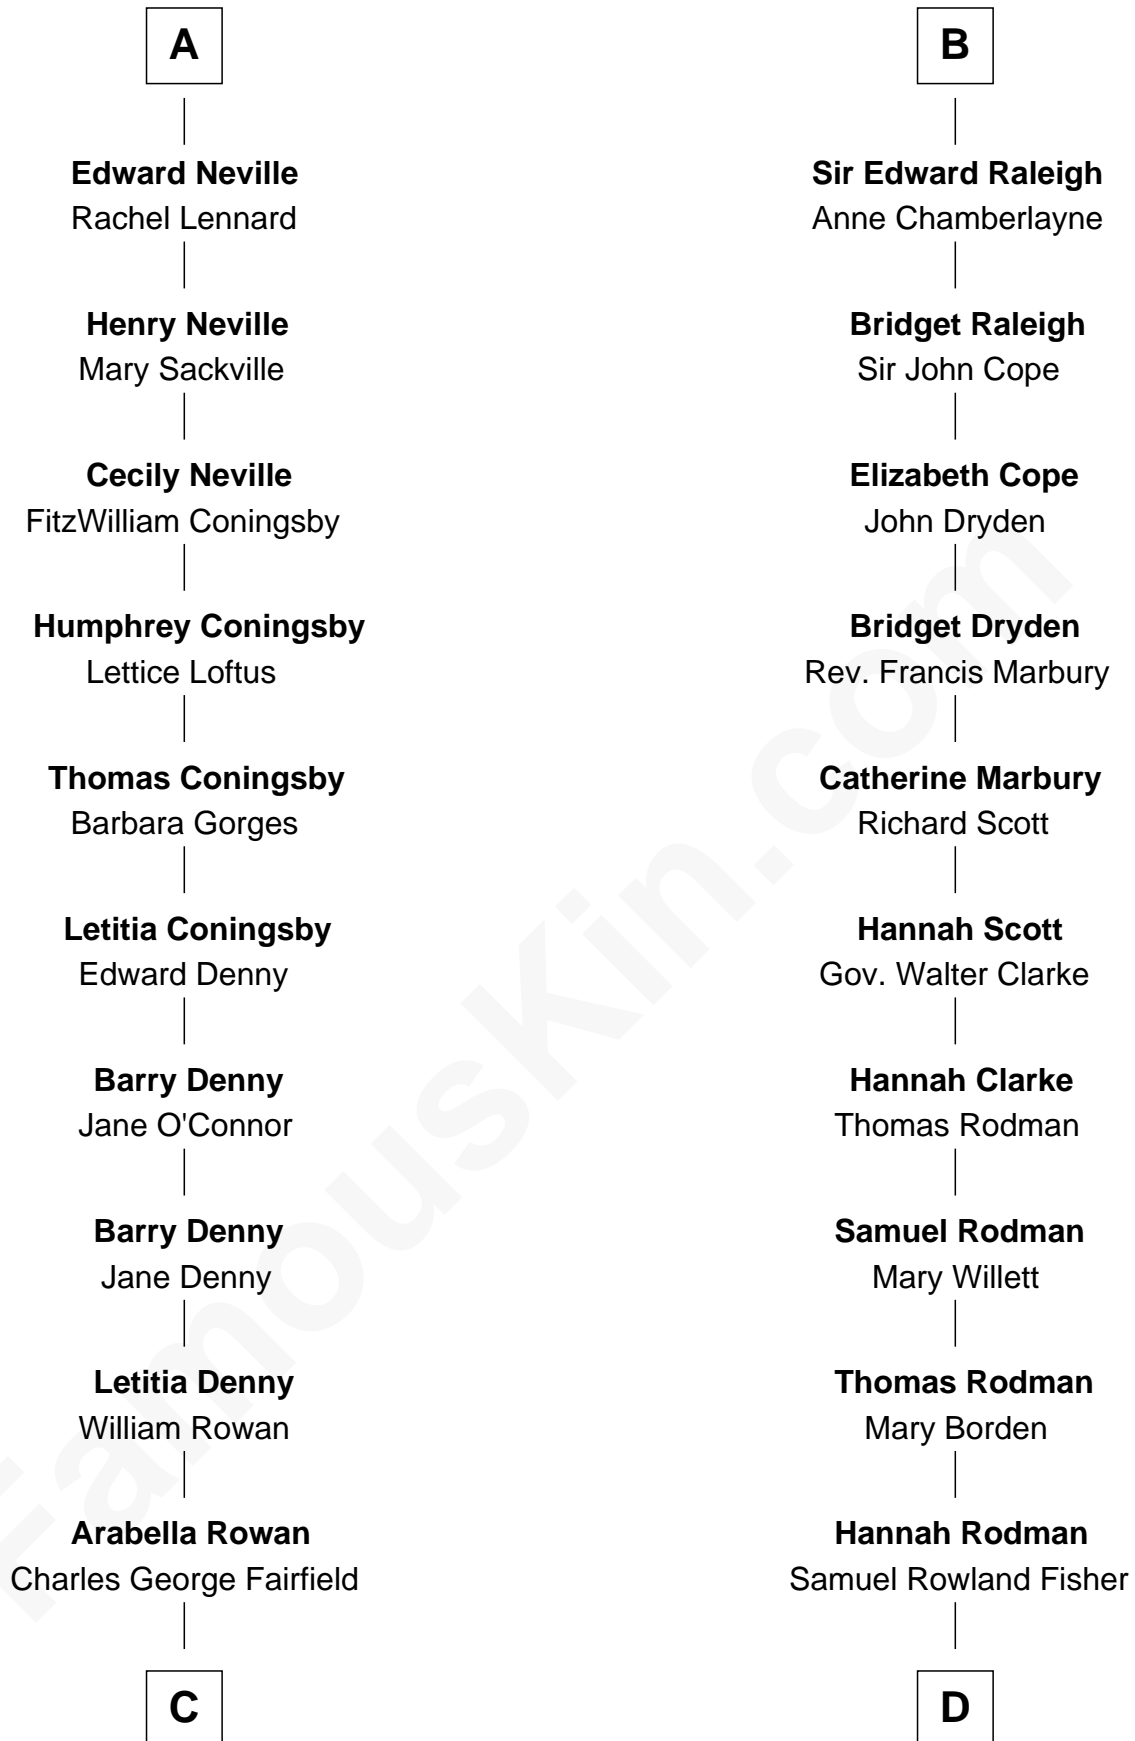 A
Edward Neville
Rachel Lennard
Henry Neville
Mary Sackville
Cecily Neville
FitzWilliam Coningsby
Humphrey Coningsby
Lettice Loftus
Thomas Coningsby
Barbara Gorges
Letitia Coningsby
Edward Denny
Barry Denny
Jane O'Connor
Barry Denny
Jane Denny
Letitia Denny
William Rowan
Arabella Rowan
Charles George Fairfield
C
B
Sir Edward Raleigh
Anne Chamberlayne
Bridget Raleigh
Sir John Cope
Elizabeth Cope
John Dryden
Bridget Dryden
Rev. Francis Marbury
Catherine Marbury
Richard Scott
Hannah Scott
Gov. Walter Clarke
Hannah Clarke
Thomas Rodman
Samuel Rodman
Mary Willett
Thomas Rodman
Mary Borden
Hannah Rodman
Samuel Rowland Fisher
D
FamousKin.com